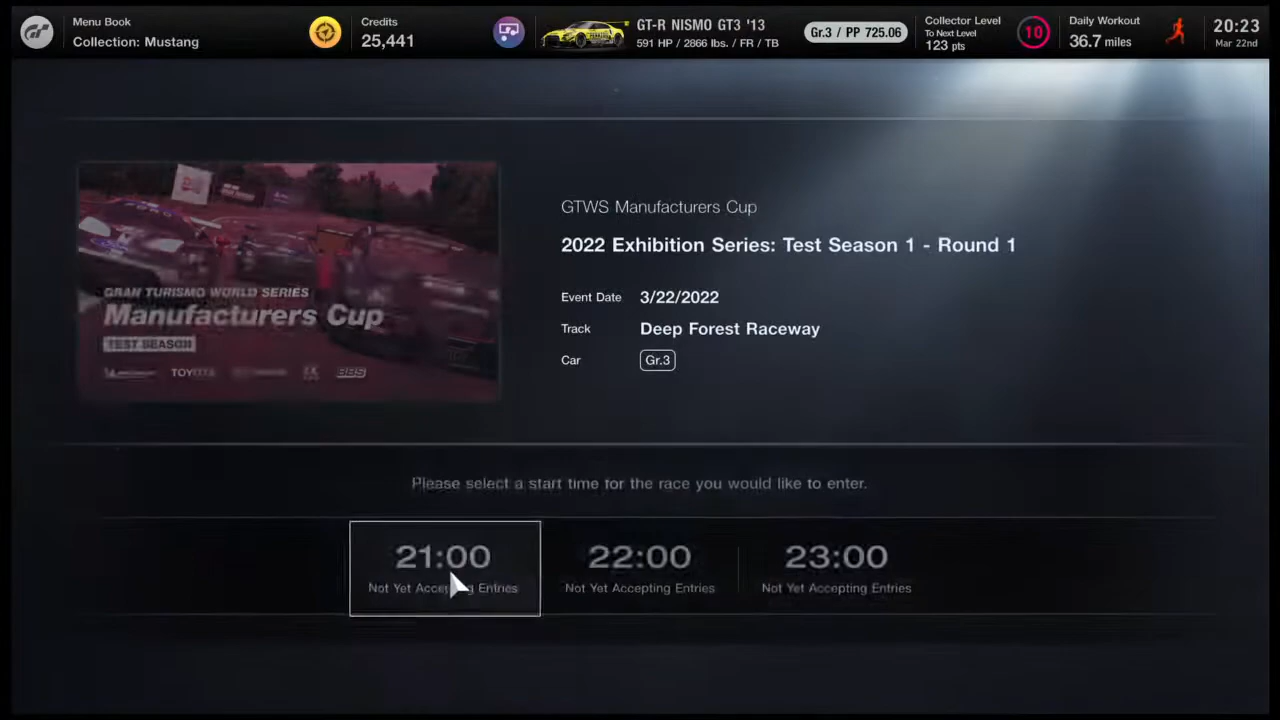 Menu Book
Collection: Mustang
Credits
25,441
GT-R NISMO GT3 '13
591 HP / 2866 lbs. / FR / TB
Gr.3 / PP 725.06
Collector Level
To Next Level
123 pts
10
Daily Workout
36.7 miles
20:23
Mar 22nd
GRAN TURISMO WORLD SERIES
Manufacturers Cup
TEST SEASON
TOYOTA
BBS
GTWS Manufacturers Cup
2022 Exhibition Series: Test Season 1 - Round 1
Event Date 3/22/2022
Track Deep Forest Raceway
Car Gr.3
Please select a start time for the race you would like to enter.
21:00 22:00 23:00
Not Yet Accepting Entries Not Yet Accepting Entries Not Yet Accepting Entries